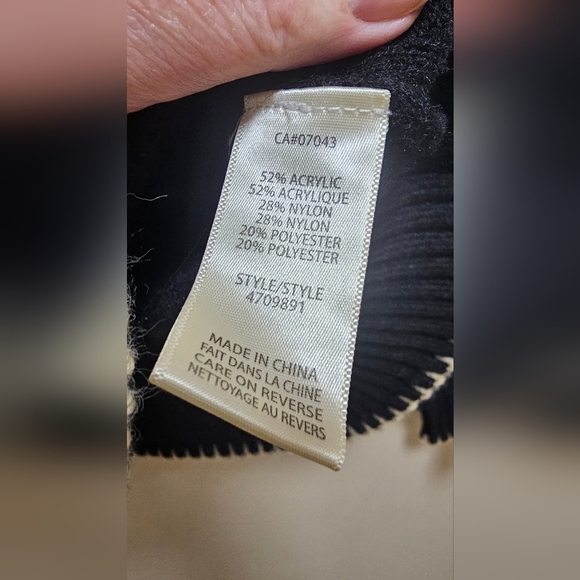 CA#07043
52% ACRYLIC
52% ACRYLIQUE
28% NYLON
28% NYLON
20% POLYESTER
20% POLYESTER
STYLE/STYLE
4709891
MADE IN CHINA
FAIT DANS LA CHINE
CARE ON REVERSE
NETTOYAGE AU REVERS